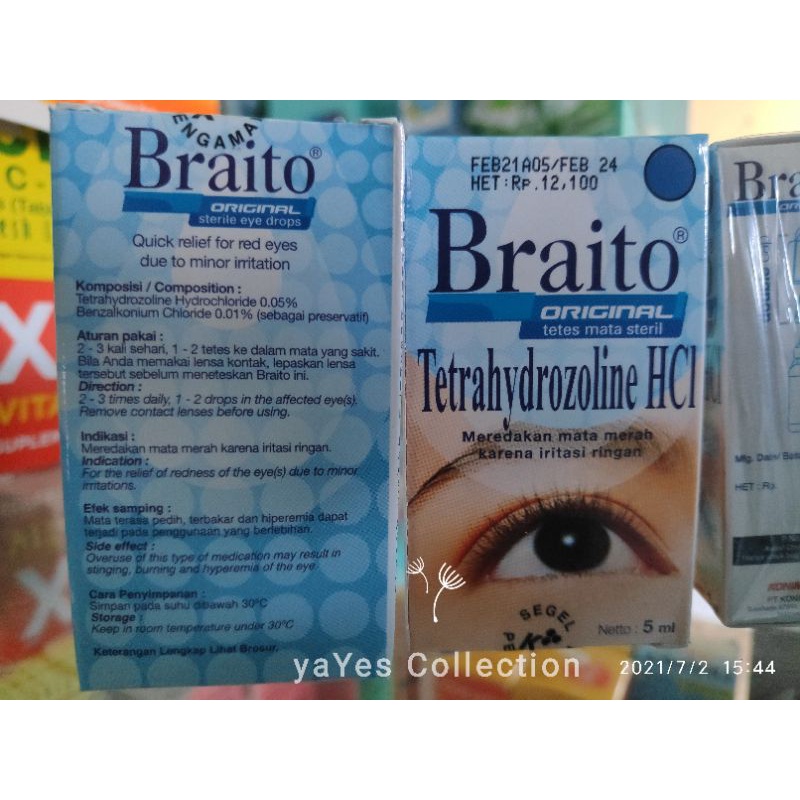 PENGAMA
Braito®
ORIGINAL
sterile eye drops
Quick relief for red eyes
due to minor irritation
Komposisi / Composition :
Tetrahydrozoline Hydrochloride 0.05%
Benzalkonium Chloride 0.01% (sebagai preservatif)
Aturan pakai :
2 - 3 kali sehari, 1 - 2 tetes ke dalam mata yang sakit.
Bila Anda memakai lensa kontak, lepaskan lensa
tersebut sebelum meneteskan Braito ini.
Direction :
2 - 3 times daily, 1 - 2 drops in the affected eye(s).
Remove contact lenses before using.
Indikasi :
Meredakan mata merah karena iritasi ringan.
Indication :
For the relief of redness of the eye(s) due to minor
irritations.
Efek samping :
Mata terasa pedih, terbakar dan hiperemia dapat
terjadi pada penggunaan yang berlebihan.
Side effect :
Overuse of this type of medication may result in
stinging, burning and hyperemia of the eye.
Cara Penyimpanan :
Simpan pada suhu dibawah 30°C
Storage :
Keep in room temperature under 30°C
Keterangan Lengkap Lihat Brosur.
FEB21A05/FEB 24
HET:Rp.12,100
Braito®
ORIGINAL
tetes mata steril
Tetrahydrozoline HCl
Meredakan mata merah
karena iritasi ringan
SEGEL
PE
Netto : 5 ml
Bra
ORIGI
HET : Rp.
KONI
PT KONI
yaYes Collection
2021/7/2 15:44